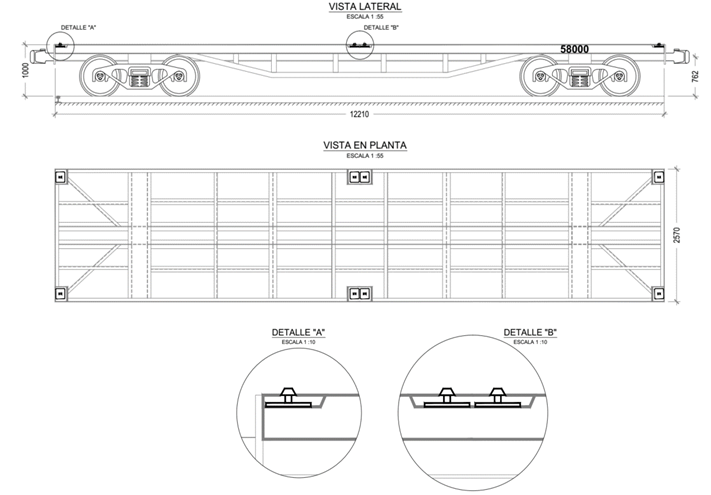 VISTA LATERAL
ESCALA 1 :55
DETALLE "A"
DETALLE "B"
58000
1000
762
12210
VISTA EN PLANTA
ESCALA 1 :55
2570
DETALLE "A"
ESCALA 1 :10
DETALLE "B"
ESCALA 1 :10